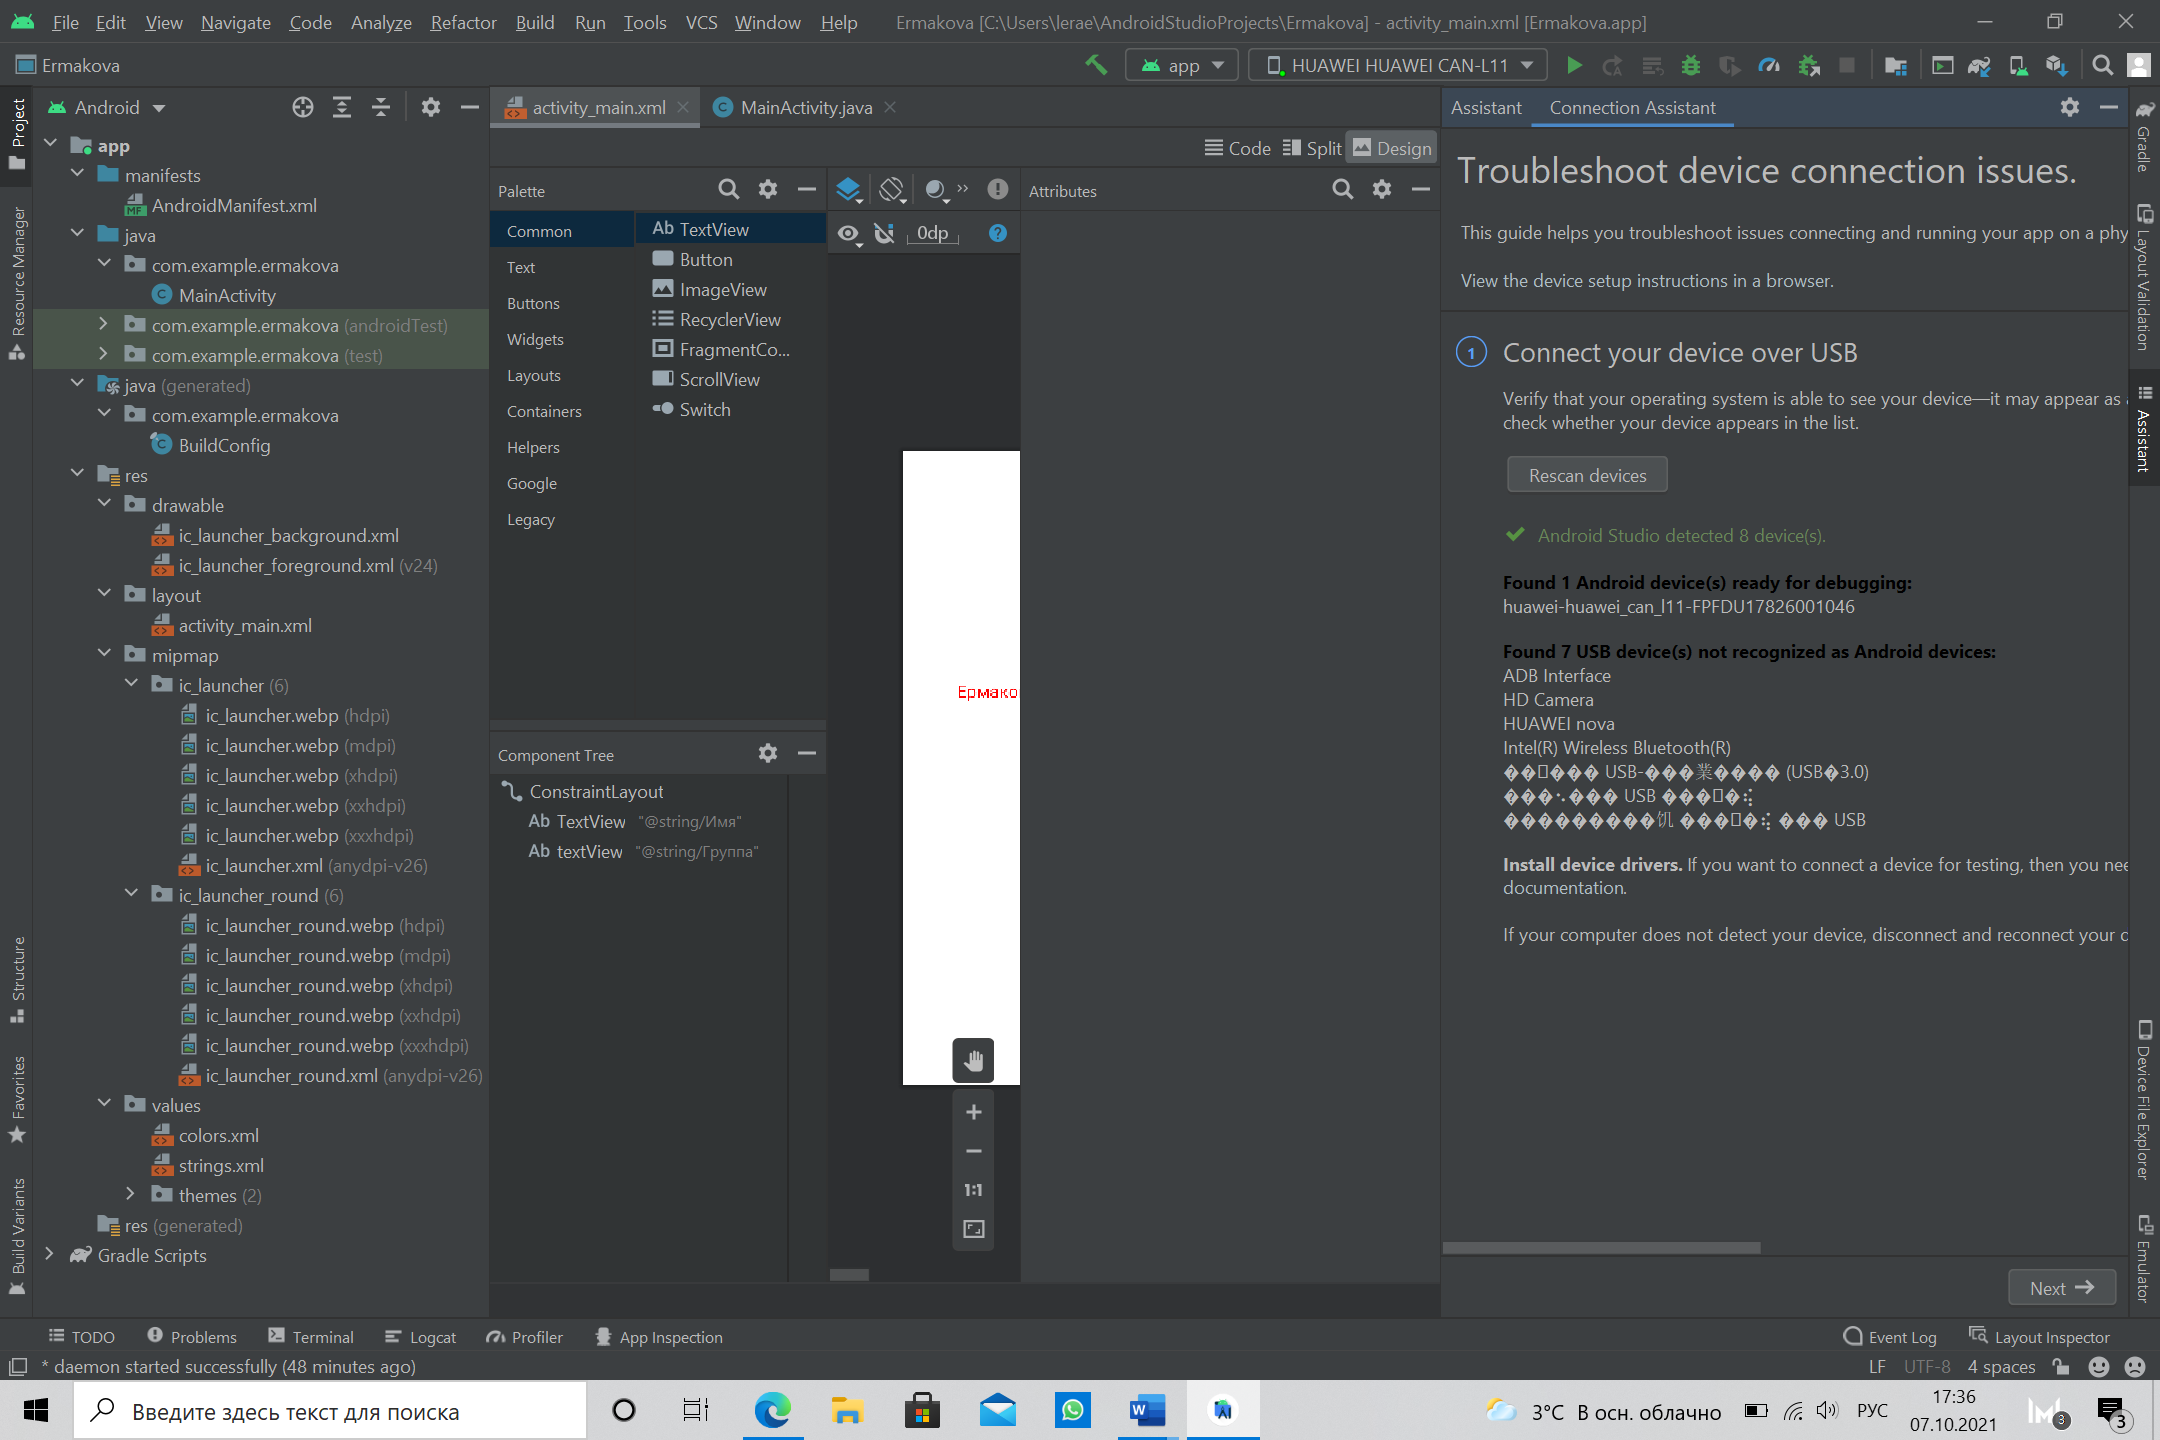 File Edit View Navigate Code Analyze Refactor Build Run Tools VCS Window Help Ermakova [C:\Users\lerae\AndroidStudioProjects\Ermakova] - activity_main.xml [Ermakova.app]
Ermakova
app
HUAWEI HUAWEI CAN-L11
Project
Resource Manager
Structure
Favorites
Build Variants
Android
app
manifests
AndroidManifest.xml
java
com.example.ermakova
MainActivity
com.example.ermakova (androidTest)
com.example.ermakova (test)
java (generated)
com.example.ermakova
BuildConfig
res
drawable
ic_launcher_background.xml
ic_launcher_foreground.xml (v24)
layout
activity_main.xml
mipmap
ic_launcher (6)
ic_launcher.webp (hdpi)
ic_launcher.webp (mdpi)
ic_launcher.webp (xhdpi)
ic_launcher.webp (xxhdpi)
ic_launcher.webp (xxxhdpi)
ic_launcher.xml (anydpi-v26)
ic_launcher_round (6)
ic_launcher_round.webp (hdpi)
ic_launcher_round.webp (mdpi)
ic_launcher_round.webp (xhdpi)
ic_launcher_round.webp (xxhdpi)
ic_launcher_round.webp (xxxhdpi)
ic_launcher_round.xml (anydpi-v26)
values
colors.xml
strings.xml
themes (2)
res (generated)
Gradle Scripts
activity_main.xml
MainActivity.java
Code Split Design
Palette
Common
Text
Buttons
Widgets
Layouts
Containers
Helpers
Google
Legacy
Ab TextView
Button
ImageView
RecyclerView
FragmentCo...
ScrollView
Switch
0dp
Attributes
Ермако
1:1
Component Tree
ConstraintLayout
Ab TextView "@string/Имя"
Ab textView "@string/Группа"
Assistant Connection Assistant
Troubleshoot device connection issues.
This guide helps you troubleshoot issues connecting and running your app on a phy
View the device setup instructions in a browser.
1 Connect your device over USB
Verify that your operating system is able to see your device—it may appear as
check whether your device appears in the list.
Rescan devices
Android Studio detected 8 device(s).
Found 1 Android device(s) ready for debugging:
huawei-huawei_can_l11-FPFDU17826001046
Found 7 USB device(s) not recognized as Android devices:
ADB Interface
HD Camera
HUAWEI nova
Intel(R) Wireless Bluetooth(R)
USB- (USB 3.0)
USB
USB
Install device drivers. If you want to connect a device for testing, then you nee
documentation.
If your computer does not detect your device, disconnect and reconnect your d
Next
Gradle
Layout Validation
Assistant
Device File Explorer
Emulator
TODO Problems Terminal Logcat Profiler App Inspection Event Log Layout Inspector
* daemon started successfully (48 minutes ago) LF UTF-8 4 spaces
Введите здесь текст для поиска
3°C В осн. облачно
РУС
17:36
07.10.2021
3
3